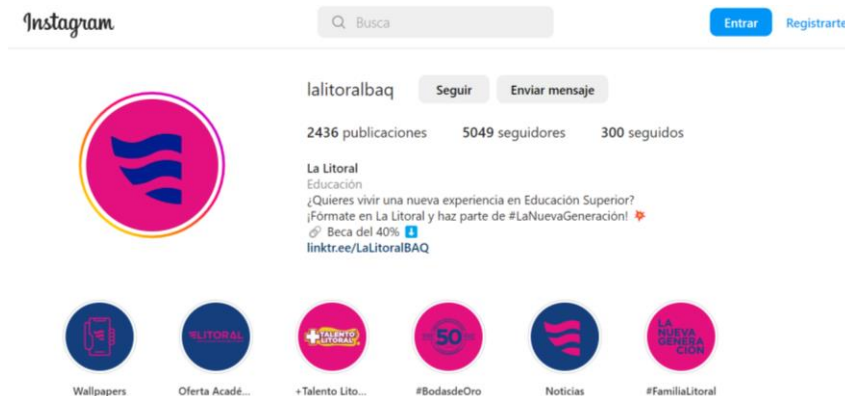 Instagram
Busca
Entrar
Registrarte
lalitoralbaq
Seguir
Enviar mensaje
2436 publicaciones
5049 seguidores
300 seguidos
La Litoral
Educación
¿Quieres vivir una nueva experiencia en Educación Superior?
¡Fórmate en La Litoral y haz parte de #LaNuevaGeneración! 💥
🔗 Beca del 40% ⬇️
linktr.ee/LaLitoralBAQ
LITORAL
+TALENTO
LITORAL
50
LA
NUEVA
GENERA
CIÓN
Wallpapers
Oferta Acadé...
+Talento Lito...
#BodasdeOro
Noticias
#FamiliaLitoral